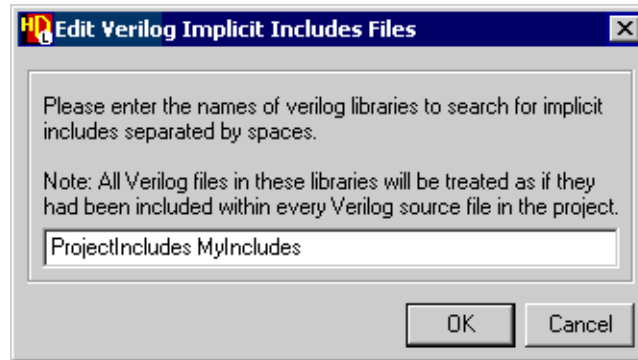 HDL Edit Verilog Implicit Includes Files
Please enter the names of verilog libraries to search for implicit
includes separated by spaces.
Note: All Verilog files in these libraries will be treated as if they
had been included within every Verilog source file in the project.
ProjectIncludes MyIncludes
OK Cancel